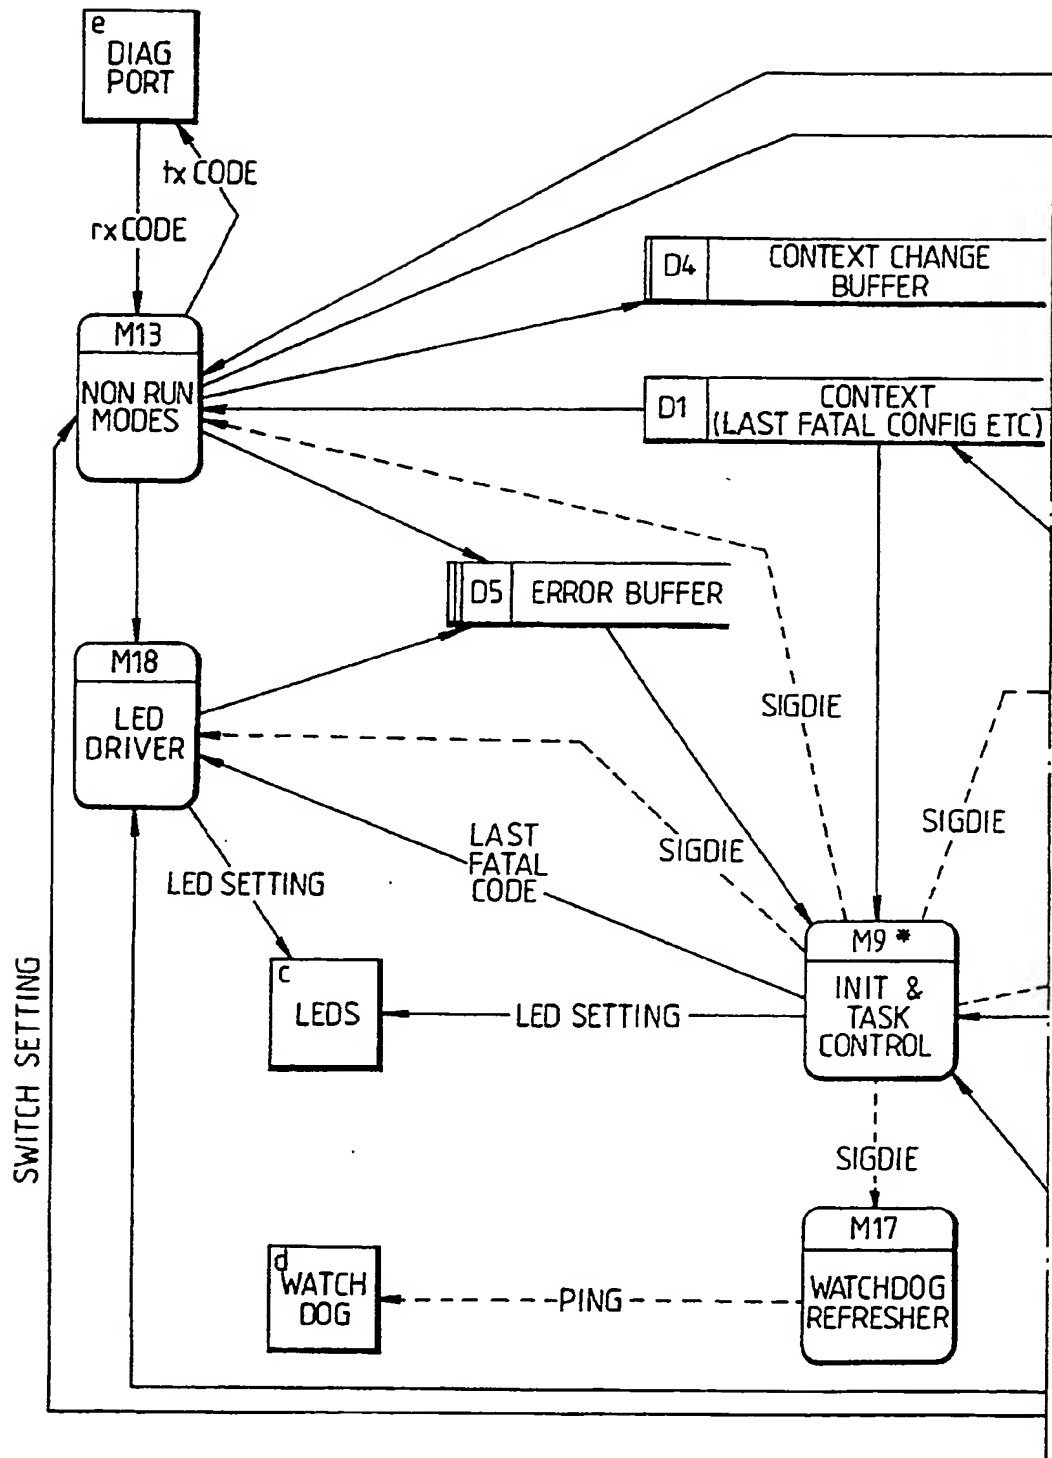 e
DIAG
PORT
tx CODE
rx CODE
D4
CONTEXT CHANGE
BUFFER
M13
NON RUN
MODES
D1
CONTEXT
(LAST FATAL CONFIG ETC)
D5
ERROR BUFFER
M18
LED
DRIVER
SIGDIE
SIGDIE
SIGDIE
LAST
FATAL
CODE
LED SETTING
M9 *
INIT &
TASK
CONTROL
c
LEDS
LED SETTING
SWITCH SETTING
SIGDIE
M17
WATCHDOG
REFRESHER
d
WATCH
DOG
PING